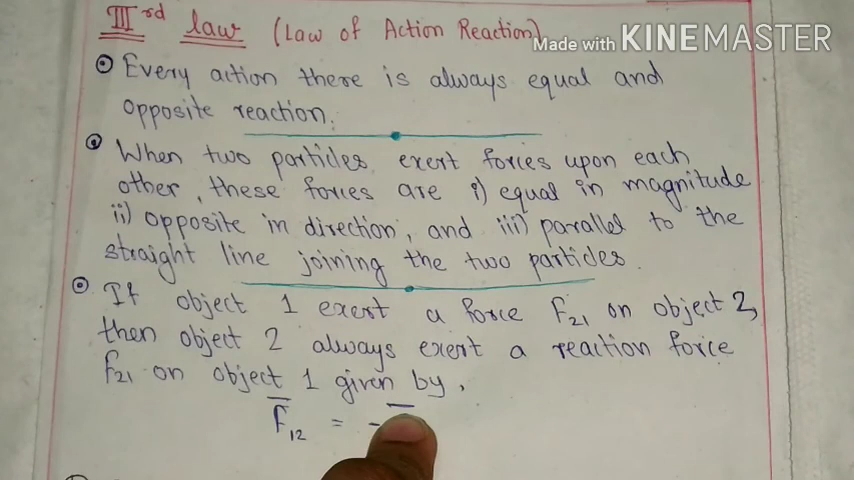 IIIrd law (Law of Action Reaction)
Made with KINEMASTER
Every action there is always equal and
opposite reaction.
When two particles exert forces upon each
other, these forces are i) equal in magnitude
ii) opposite in direction, and iii) parallel to the
straight line joining the two particles.
If object 1 exert a force F21 on object 2,
then object 2 always exert a reaction force
F21 on object 1 given by,
F̅12 = -